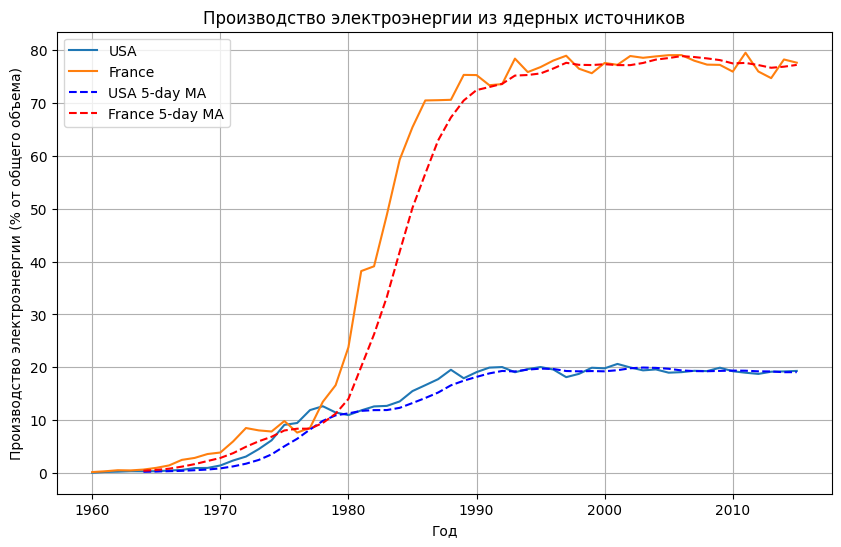 Производство электроэнергии из ядерных источников
USA
France
USA 5-day MA
France 5-day MA
Производство электроэнергии (% от общего объема)
80
70
60
50
40
30
20
10
0
1960 1970 1980 1990 2000 2010
Год